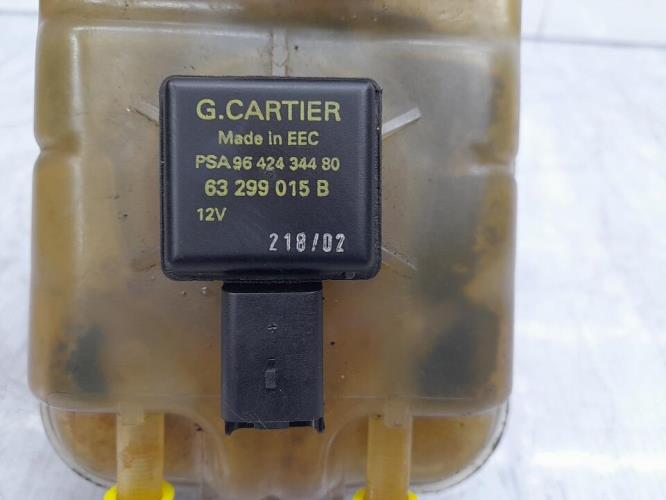 G.CARTIER
Made in EEC
PSA 96 424 344 80
63 299 015 B
12V
218/02